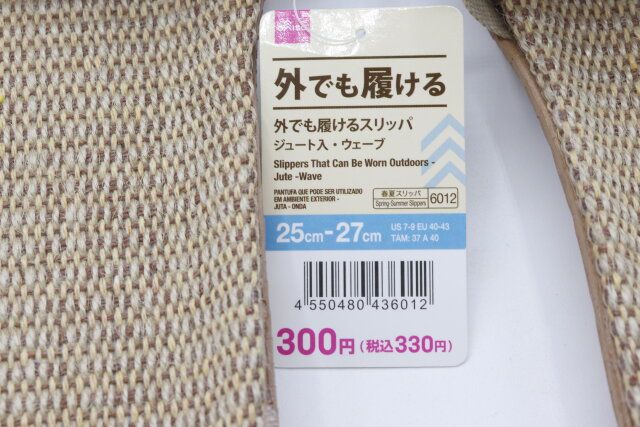 DAISO
外でも履ける
外でも履けるスリッパ
ジュート入・ウェーブ
Slippers That Can Be Worn Outdoors -
Jute -Wave
PANTUFA QUE PODE SER UTILIZADO
EM AMBIENTE EXTERIOR -
JUTA - ONDA
春夏スリッパ
Spring·Summer Slippers
6012
25cm-27cm
US 7-9 EU 40-43
TAM: 37 A 40
4 550480 436012
300円(税込330円)